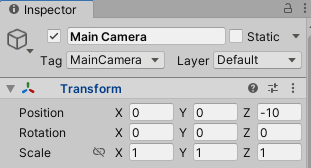 Inspector
Main Camera Static
Tag MainCamera Layer Default
Transform
Position X 0 Y 0 Z -10
Rotation X 0 Y 0 Z 0
Scale X 1 Y 1 Z 1